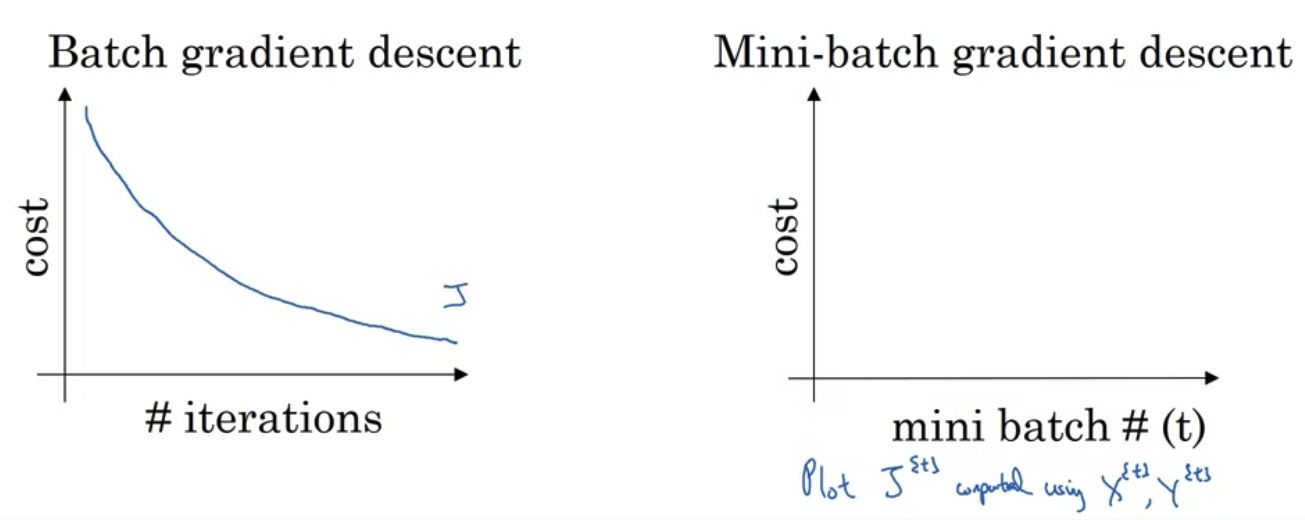 Batch gradient descent
cost
J
# iterations
Mini-batch gradient descent
cost
mini batch # (t)
Plot J^{t} computed using X^{t}, Y^{t}